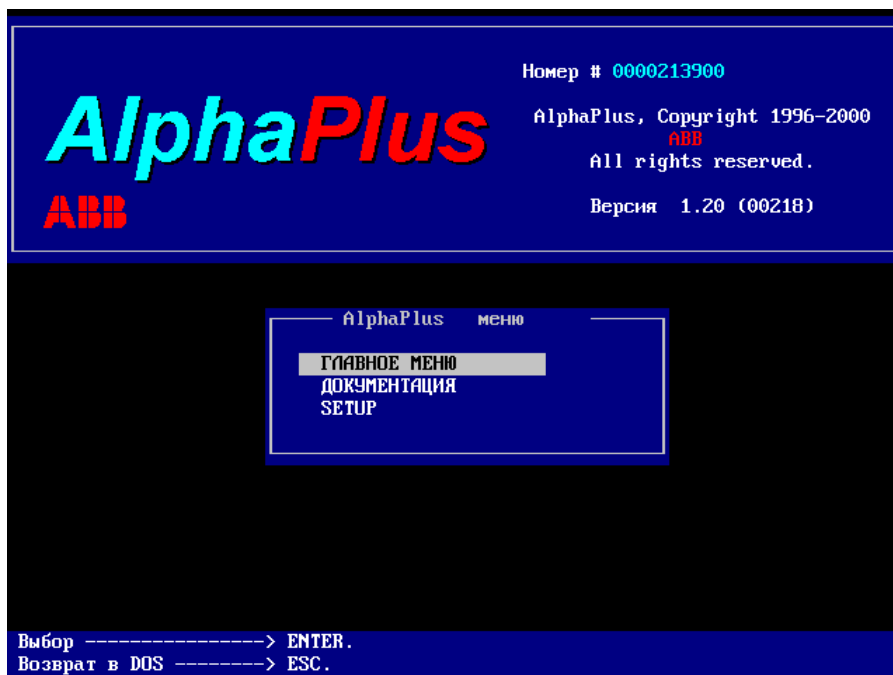 Номер # 0000213900
AlphaPlus
AlphaPlus, Copyright 1996-2000
ABB
All rights reserved.
ABB
Версия 1.20 (00218)
AlphaPlus меню
ГЛАВНОЕ МЕНЮ
ДОКУМЕНТАЦИЯ
SETUP
Выбор ----------------> ENTER.
Возврат в DOS --------> ESC.